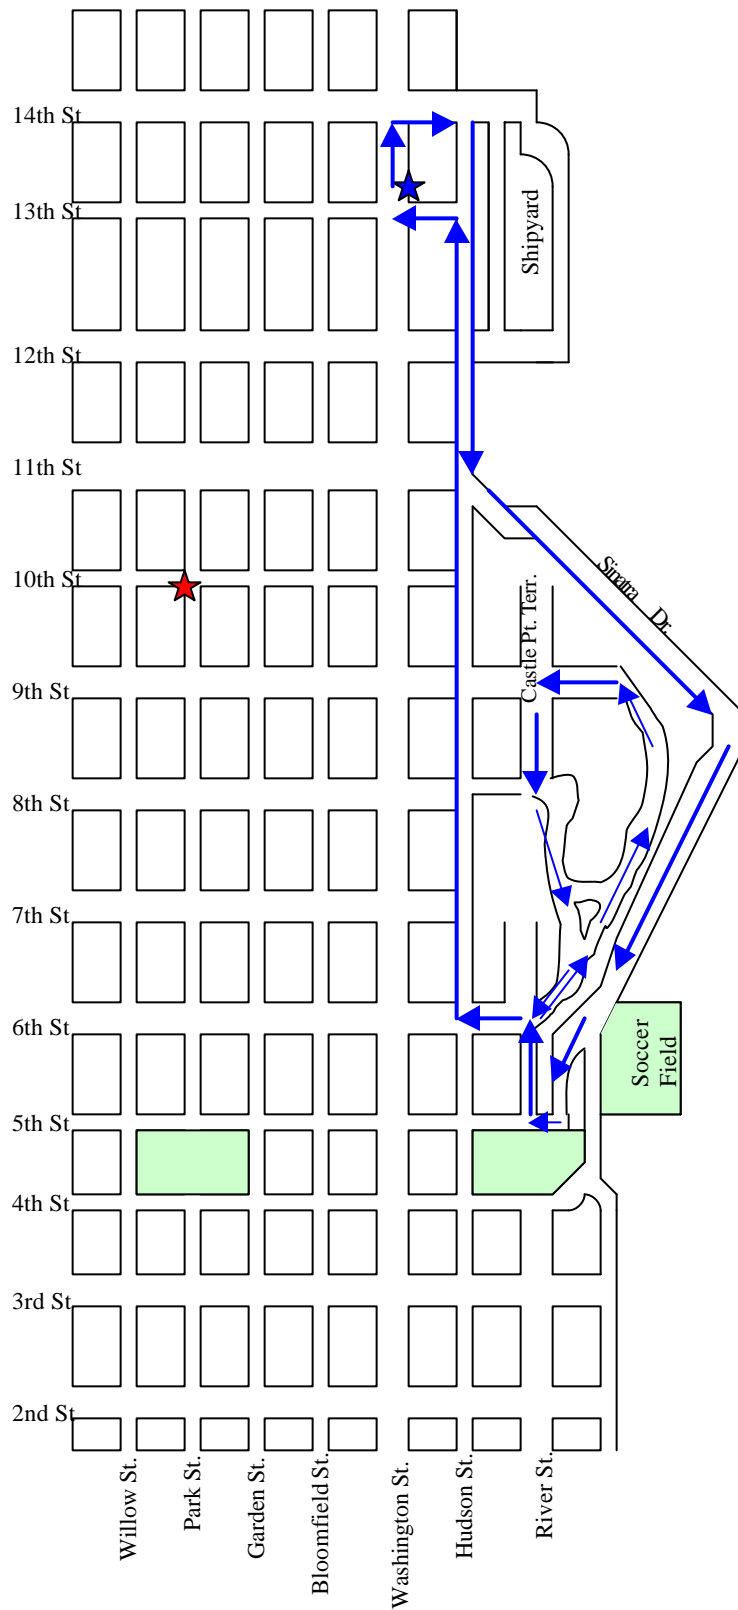 14th St
13th St
Shipyard
12th St
11th St
10th St
Sinatra Dr.
Castle Pt. Terr.
9th St
8th St
7th St
6th St
Soccer
Field
5th St
4th St
3rd St
2nd St
Willow St.
Park St.
Garden St.
Bloomfield St.
Washington St.
Hudson St.
River St.